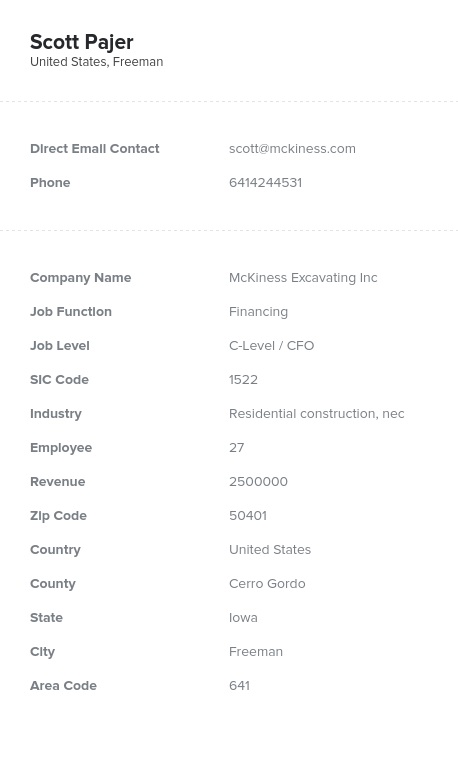 Scott Pajer
United States, Freeman
Direct Email Contact scott@mckiness.com
Phone 6414244531
Company Name McKiness Excavating Inc
Job Function Financing
Job Level C-Level / CFO
SIC Code 1522
Industry Residential construction, nec
Employee 27
Revenue 2500000
Zip Code 50401
Country United States
County Cerro Gordo
State Iowa
City Freeman
Area Code 641